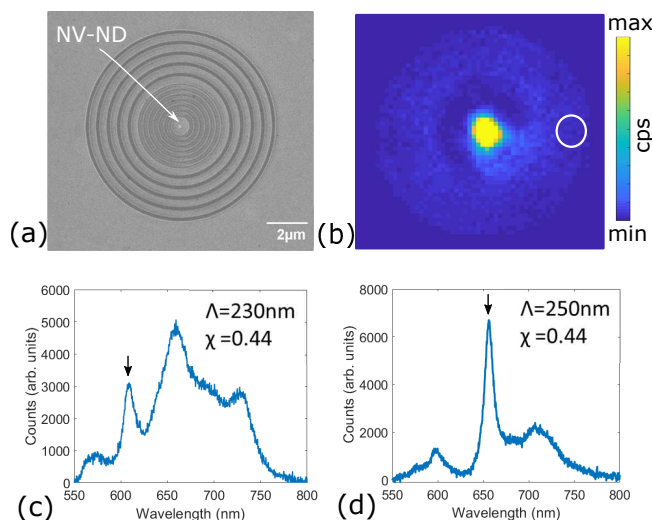 NV-ND
2µm
(a)
max
cps
min
(b)
Counts (arb. units)
6000
5000
4000
3000
2000
1000
0
550 600 650 700 750 800
Wavelength (nm)
Λ=230nm
χ =0.44
(c)
Counts (arb. units)
8000
6000
4000
2000
0
550 600 650 700 750 800
Wavelength (nm)
Λ=250nm
χ =0.44
(d)